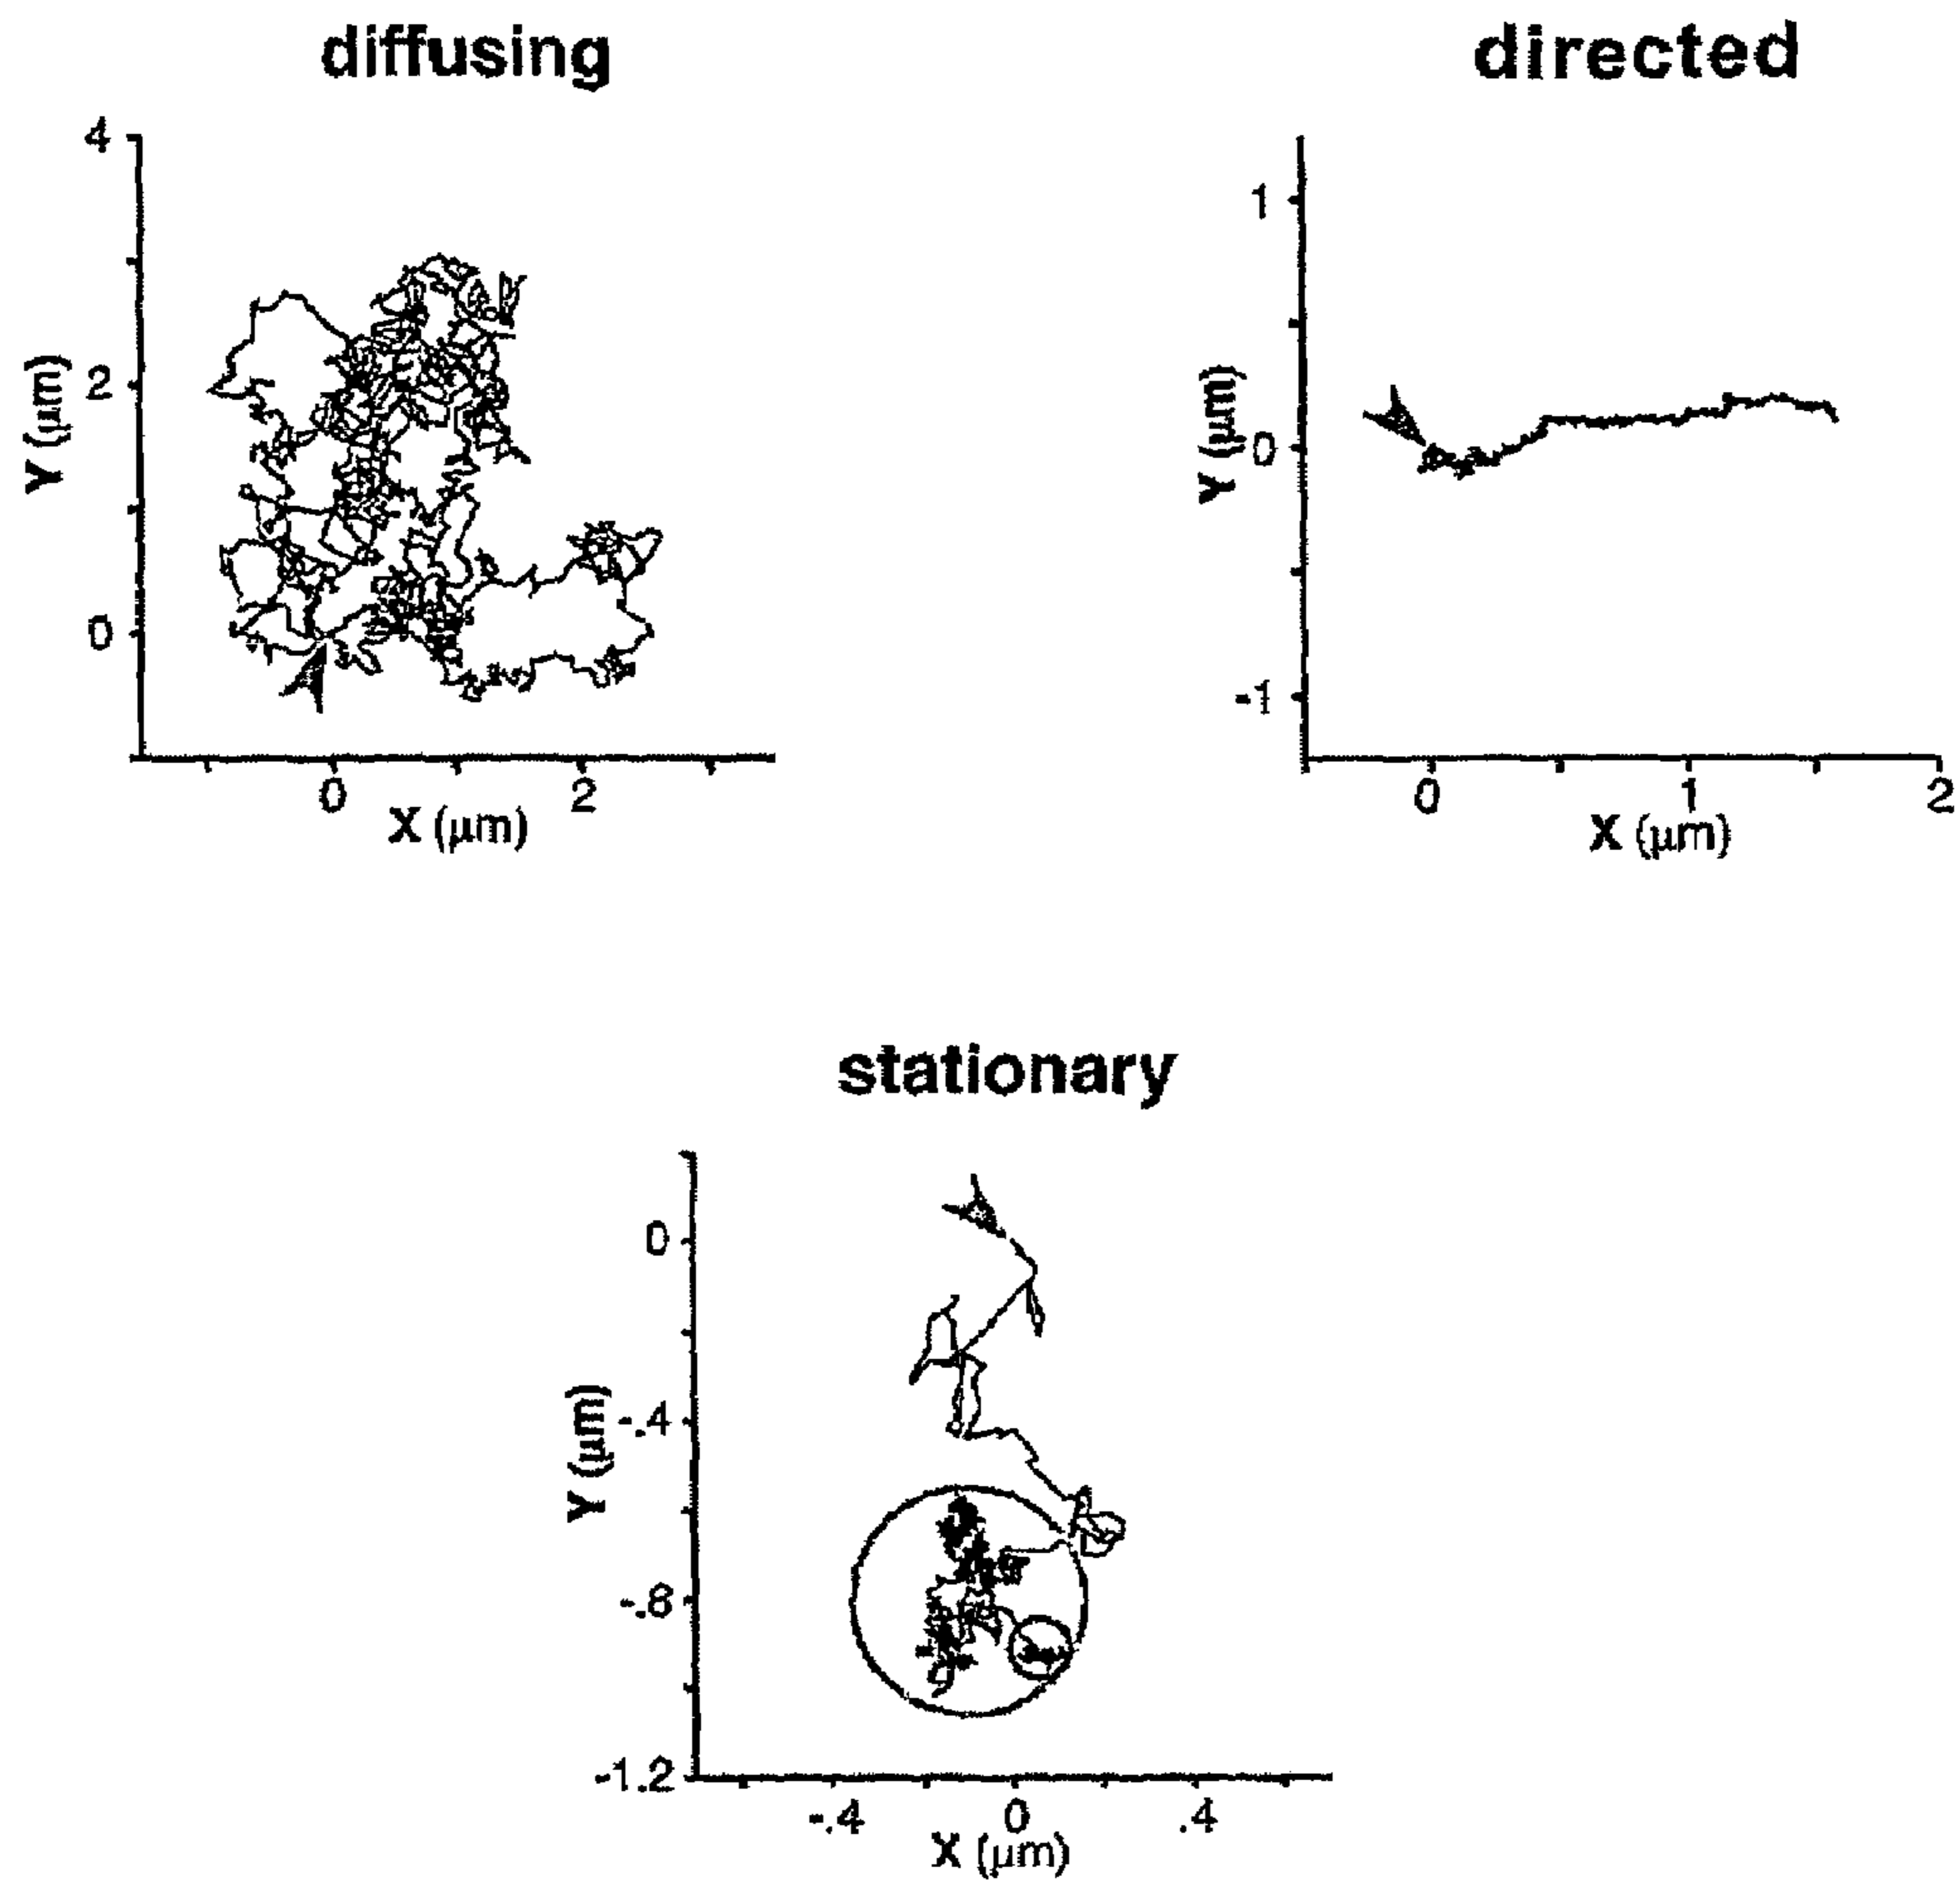 diffusing
4
2
0
Y (μm)
0
2
X (μm)
directed
1
0
-1
Y (μm)
0
1
2
X (μm)
stationary
0
-.4
-.8
-1.2
Y (μm)
-.4
0
.4
X (μm)